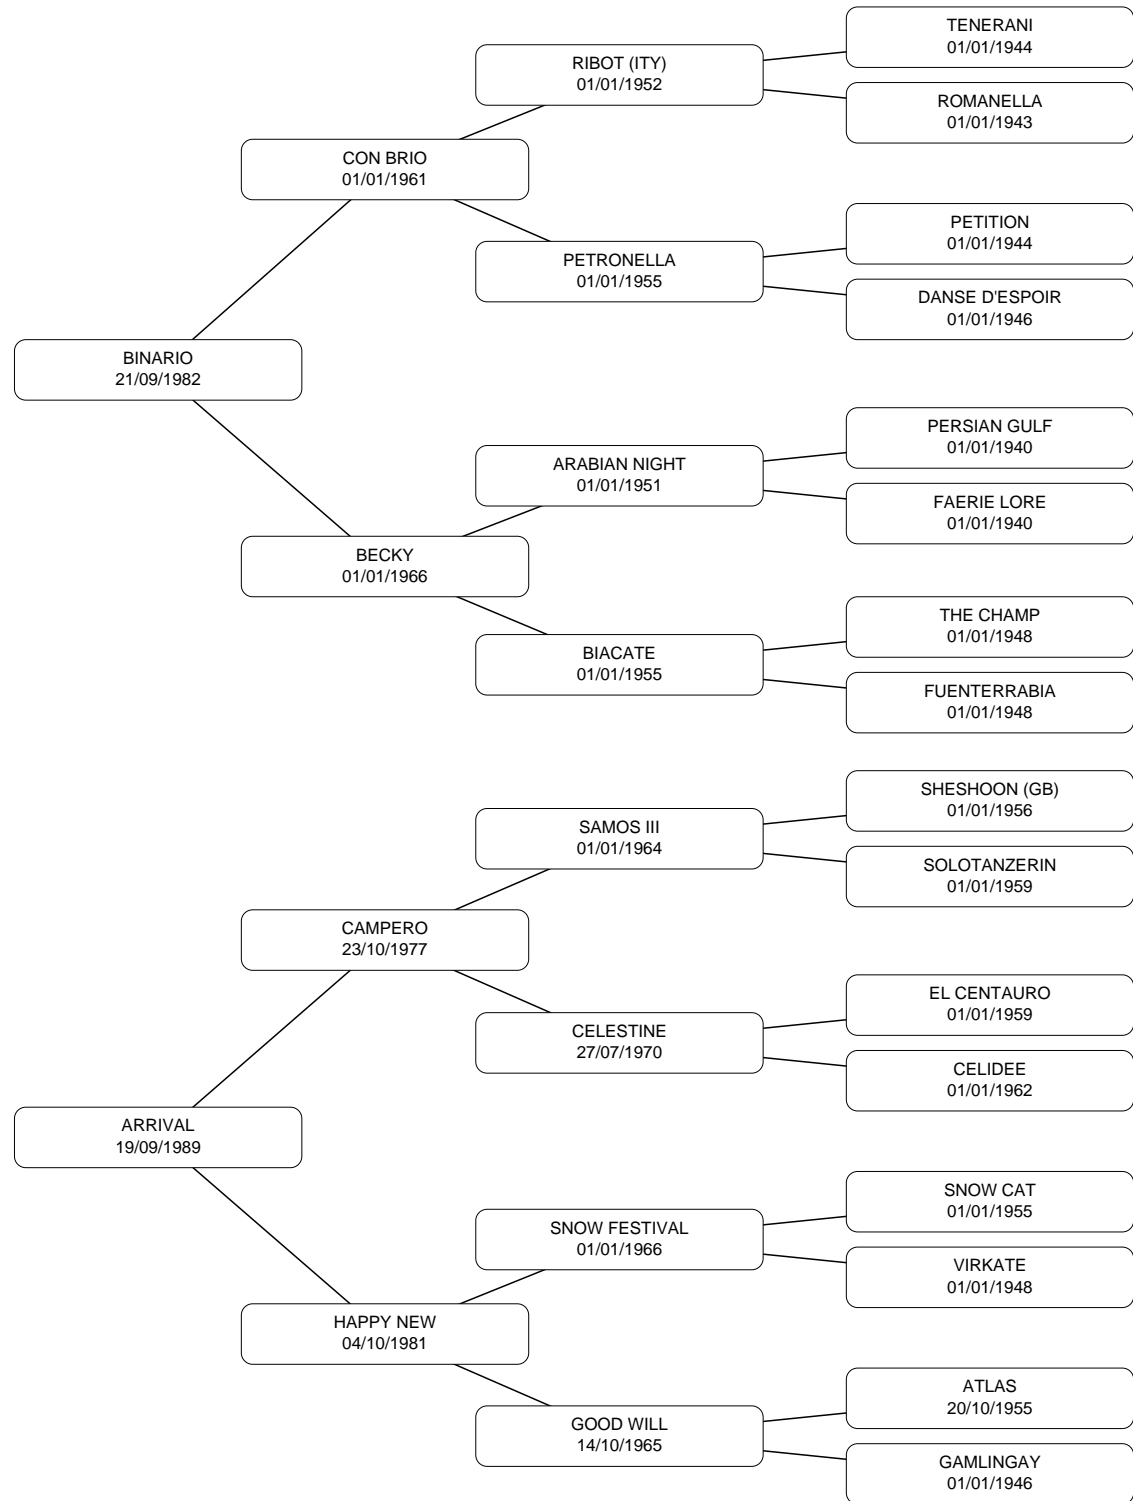 TENERANI
01/01/1944
RIBOT (ITY)
01/01/1952
ROMANELLA
01/01/1943
CON BRIO
01/01/1961
PETITION
01/01/1944
PETRONELLA
01/01/1955
DANSE D'ESPOIR
01/01/1946
BINARIO
21/09/1982
PERSIAN GULF
01/01/1940
ARABIAN NIGHT
01/01/1951
FAERIE LORE
01/01/1940
BECKY
01/01/1966
THE CHAMP
01/01/1948
BIACATE
01/01/1955
FUENTERRABIA
01/01/1948
SHESHOON (GB)
01/01/1956
SAMOS III
01/01/1964
SOLOTANZERIN
01/01/1959
CAMPERO
23/10/1977
EL CENTAURO
01/01/1959
CELESTINE
27/07/1970
CELIDEE
01/01/1962
ARRIVAL
19/09/1989
SNOW CAT
01/01/1955
SNOW FESTIVAL
01/01/1966
VIRKATE
01/01/1948
HAPPY NEW
04/10/1981
ATLAS
20/10/1955
GOOD WILL
14/10/1965
GAMLINGAY
01/01/1946